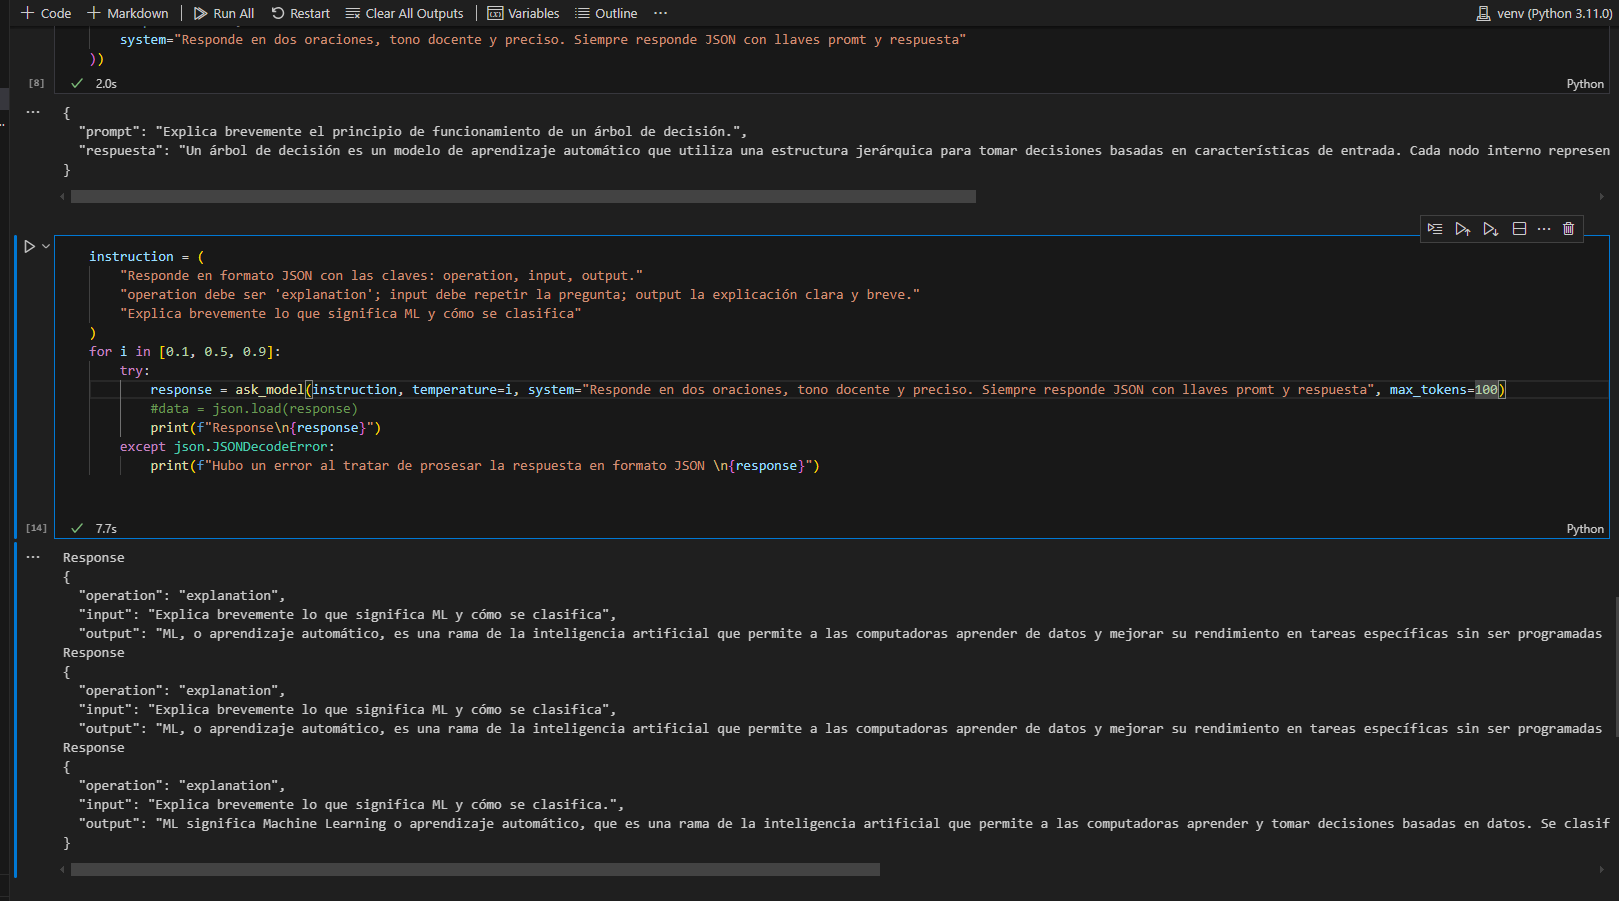 Code Markdown Run All Restart Clear All Outputs Variables Outline ... venv (Python 3.11.0)
system="Responde en dos oraciones, tono docente y preciso. Siempre responde JSON con llaves promt y respuesta"
))
[8] 2.0s Python
{
"prompt": "Explica brevemente el principio de funcionamiento de un árbol de decisión.",
"respuesta": "Un árbol de decisión es un modelo de aprendizaje automático que utiliza una estructura jerárquica para tomar decisiones basadas en características de entrada. Cada nodo interno represen
}
instruction = (
"Responde en formato JSON con las claves: operation, input, output."
"operation debe ser 'explanation'; input debe repetir la pregunta; output la explicación clara y breve."
"Explica brevemente lo que significa ML y cómo se clasifica"
)
for i in [0.1, 0.5, 0.9]:
try:
response = ask_model(instruction, temperature=i, system="Responde en dos oraciones, tono docente y preciso. Siempre responde JSON con llaves promt y respuesta", max_tokens=100)
#data = json.load(response)
print(f"Response\n{response}")
except json.JSONDecodeError:
print(f"Hubo un error al tratar de prosesar la respuesta en formato JSON \n{response}")
[14] 7.7s Python
Response
{
"operation": "explanation",
"input": "Explica brevemente lo que significa ML y cómo se clasifica",
"output": "ML, o aprendizaje automático, es una rama de la inteligencia artificial que permite a las computadoras aprender de datos y mejorar su rendimiento en tareas específicas sin ser programadas
Response
{
"operation": "explanation",
"input": "Explica brevemente lo que significa ML y cómo se clasifica",
"output": "ML, o aprendizaje automático, es una rama de la inteligencia artificial que permite a las computadoras aprender de datos y mejorar su rendimiento en tareas específicas sin ser programadas
Response
{
"operation": "explanation",
"input": "Explica brevemente lo que significa ML y cómo se clasifica.",
"output": "ML significa Machine Learning o aprendizaje automático, que es una rama de la inteligencia artificial que permite a las computadoras aprender y tomar decisiones basadas en datos. Se clasif
}